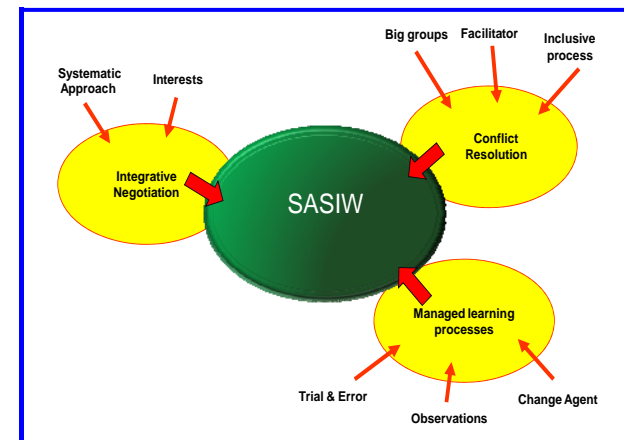 Big groups
Facilitator
Inclusive
process
Systematic
Approach
Interests
Conflict
Resolution
Integrative
Negotiation
SASIW
Managed learning
processes
Trial & Error
Observations
Change Agent